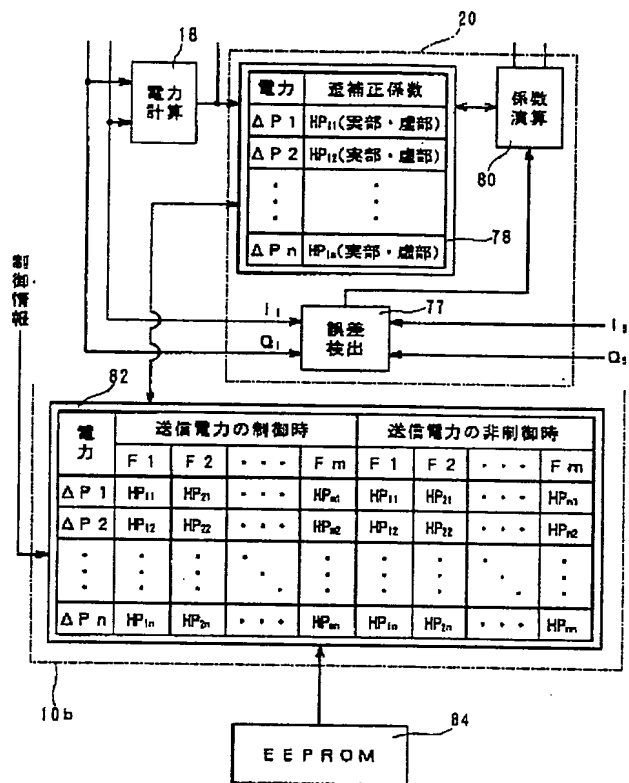 18
20
電力
計算
電力 歪補正係数
ΔP1 HP11(実部・虚部)
ΔP2 HP12(実部・虚部)
ΔPn HP1n(実部・虚部)
78
係数
演算
80
制御情報
I1
Q1
誤差
検出
77
82
電力 送信電力の制御時 送信電力の非制御時
F1 F2 ・・・ Fm F1 F2 ・・・ Fm
ΔP1 HP11 HP21 ・・・ HPm1 HP11 HP21 ・・・ HPm1
ΔP2 HP12 HP22 ・・・ HPm2 HP12 HP22 ・・・ HPm2
ΔPn HP1n HP2n ・・・ HP1n HP2n ・・・
10b
84
EEPROM